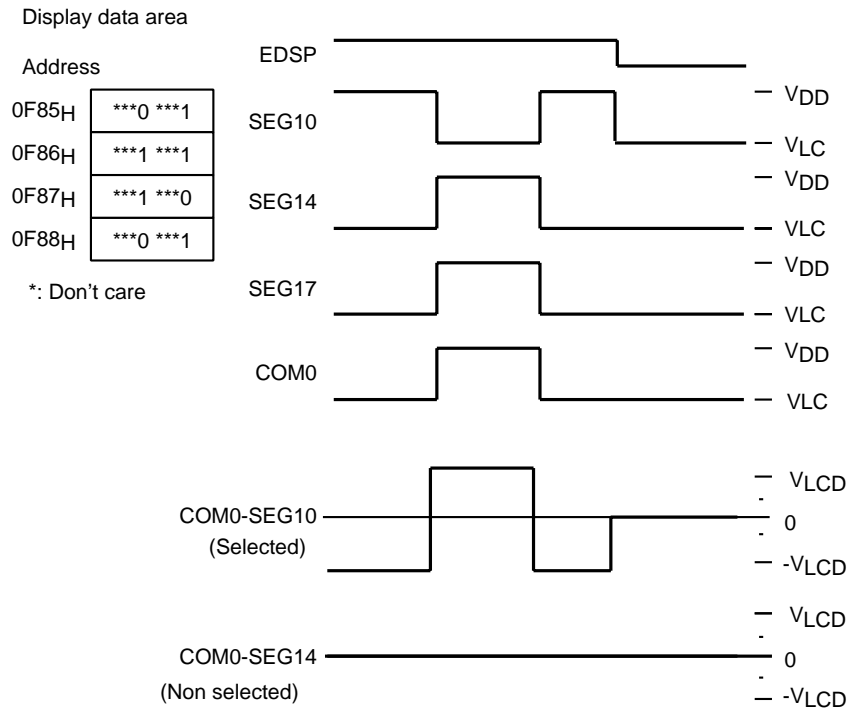 Display data area
Address
0F85H ***0 ***1
0F86H ***1 ***1
0F87H ***1 ***0
0F88H ***0 ***1
*: Don't care
EDSP
SEG10
VDD
VLC
SEG14
VDD
VLC
SEG17
VDD
VLC
COM0
VDD
VLC
COM0-SEG10
(Selected)
VLCD
0
-VLCD
COM0-SEG14
(Non selected)
VLCD
0
-VLCD